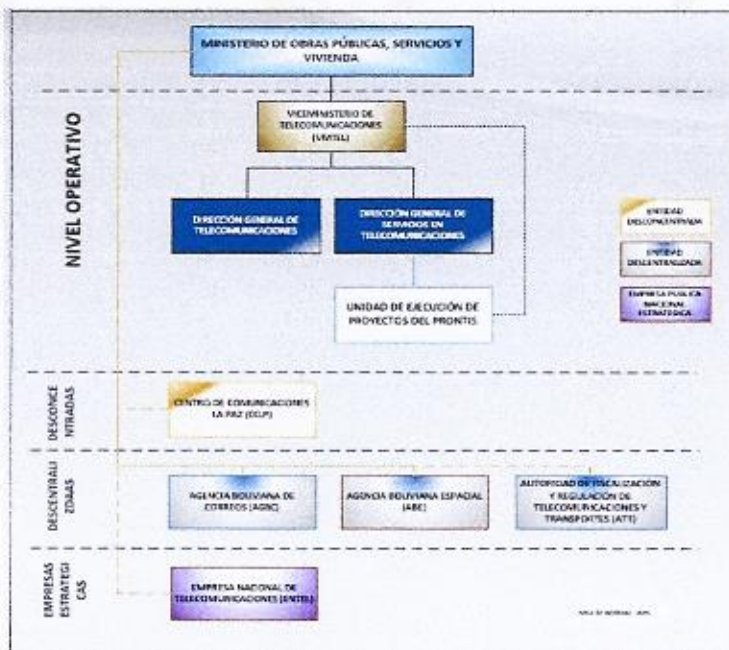 MINISTERIO DE OBRAS PÚBLICAS, SERVICIOS Y
VIVIENDA
NIVEL OPERATIVO
VICEMINISTERIO DE
TELECOMUNICACIONES
(VMTEL)
DIRECCIÓN GENERAL DE
TELECOMUNICACIONES
DIRECCIÓN GENERAL DE
SERVICIOS EN
TELECOMUNICACIONES
UNIDAD DE EJECUCIÓN DE
PROYECTOS DEL PRONTIS
ENTIDAD
DESCONCENTRADA
ENTIDAD
DESCENTRALIZADA
EMPRESA PÚBLICA
NACIONAL
ESTRATÉGICA
DESCONCE
NTRADAS
CENTRO DE COMUNICACIONES
LA PAZ (CCLP)
DESCENTRALI
ZDAAS
AGENCIA BOLIVIANA DE
CORREOS (AGBC)
AGENCIA BOLIVIANA ESPACIAL
(ABE)
AUTORIDAD DE FISCALIZACIÓN
Y REGULACIÓN DE
TELECOMUNICACIONES Y
TRANSPORTES (ATT)
EMPRESAS
ESTRATEGI
CAS
EMPRESA NACIONAL DE
TELECOMUNICACIONES (ENTEL)